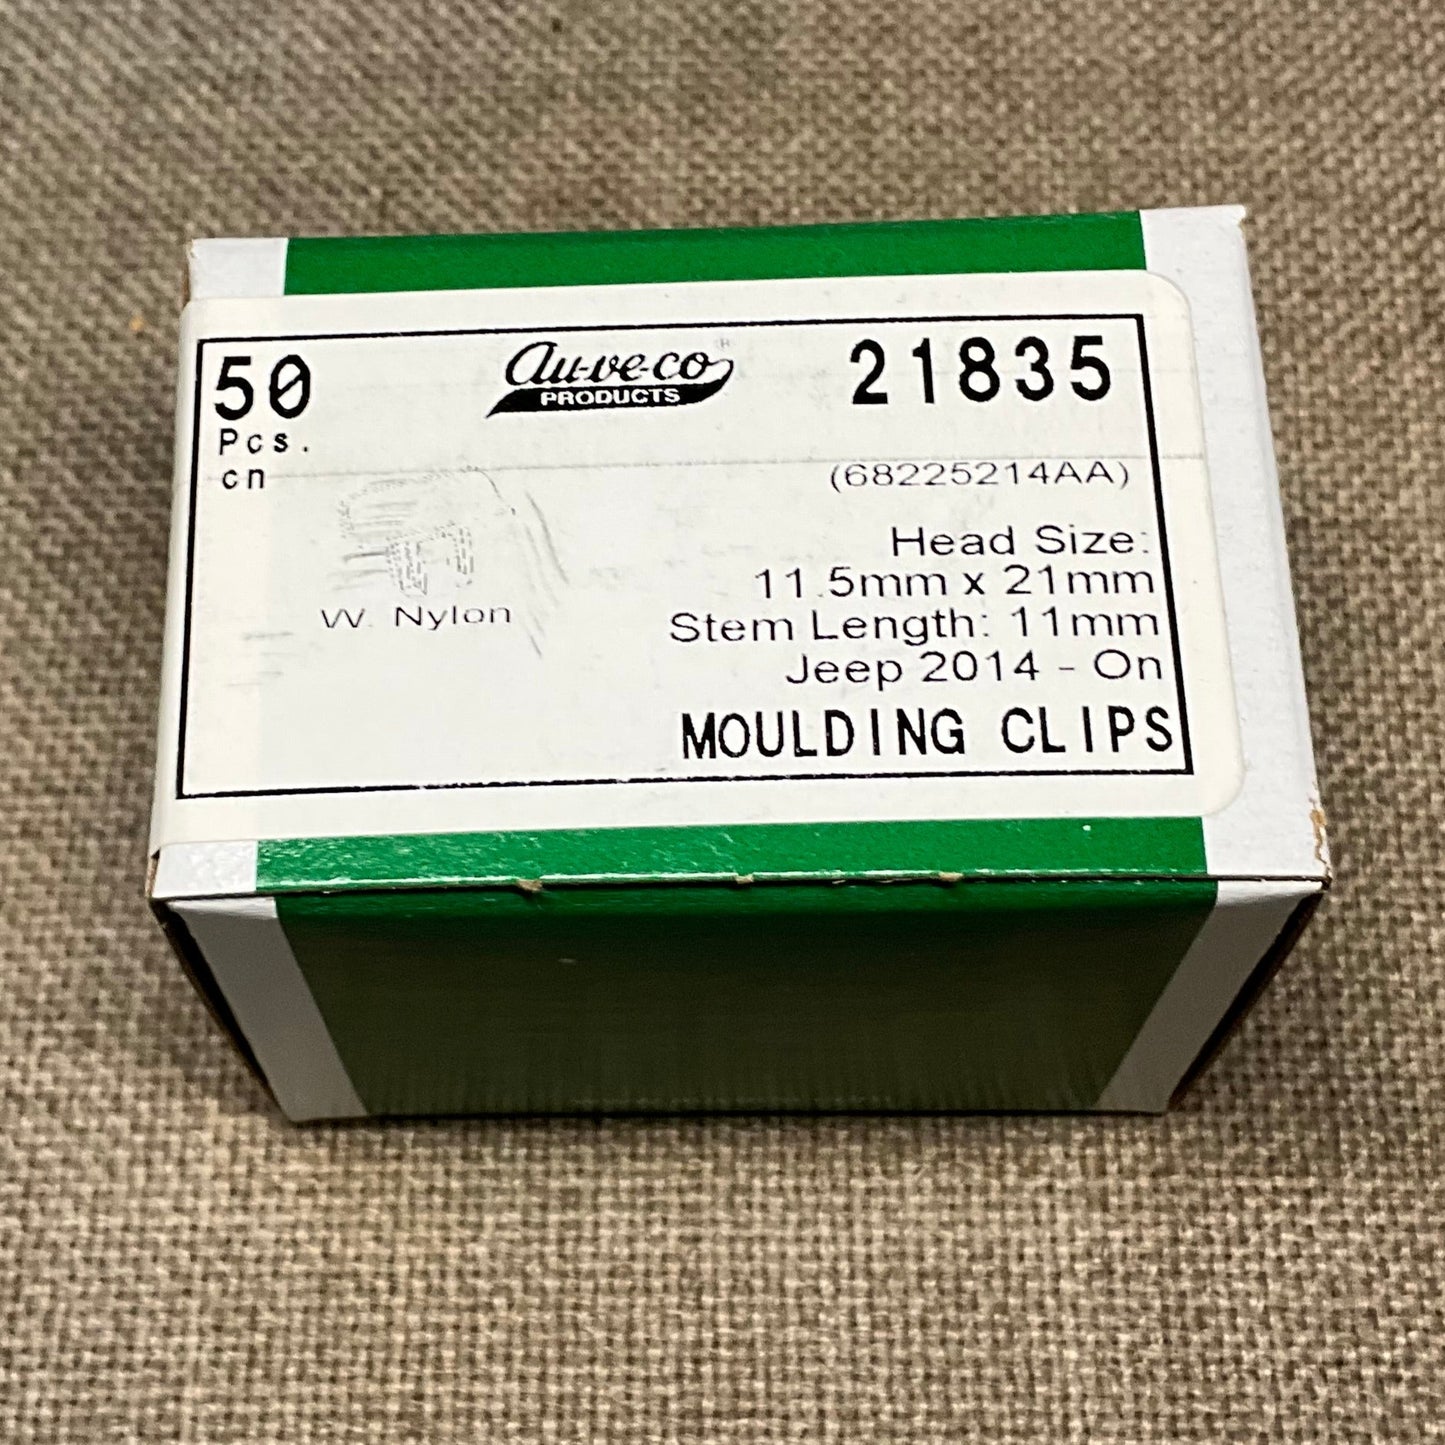 50
Pcs.
cn
au-ve-co®
PRODUCTS
21835
(68225214AA)
W. Nylon
Head Size:
11.5mm x 21mm
Stem Length: 11mm
Jeep 2014 - On
MOULDING CLIPS